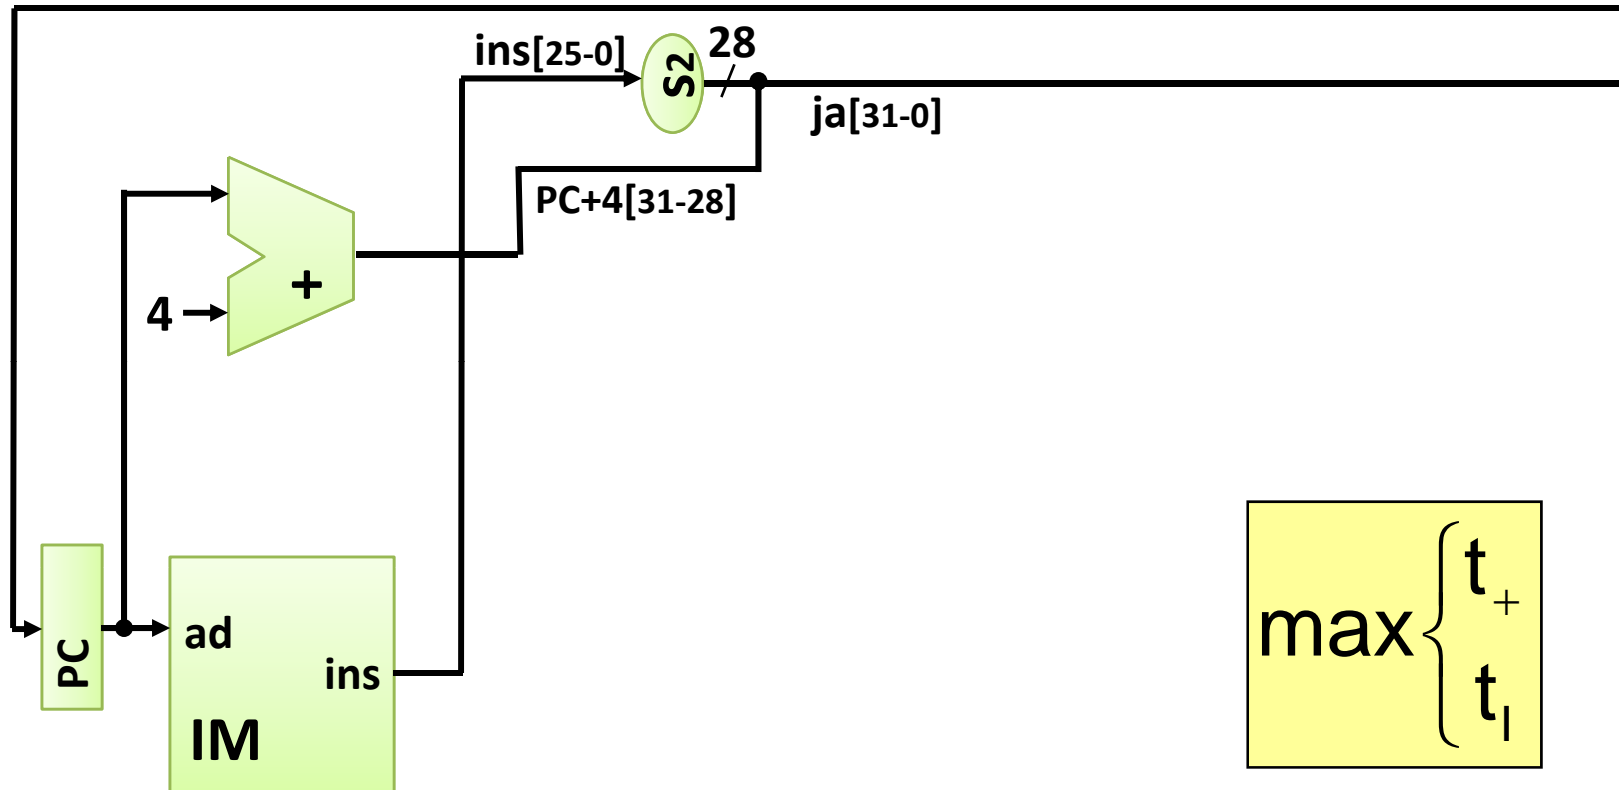 ins[25-0]
S2
28
ja[31-0]
PC+4[31-28]
+
4
PC
ad
ins
IM
max { t+
tI